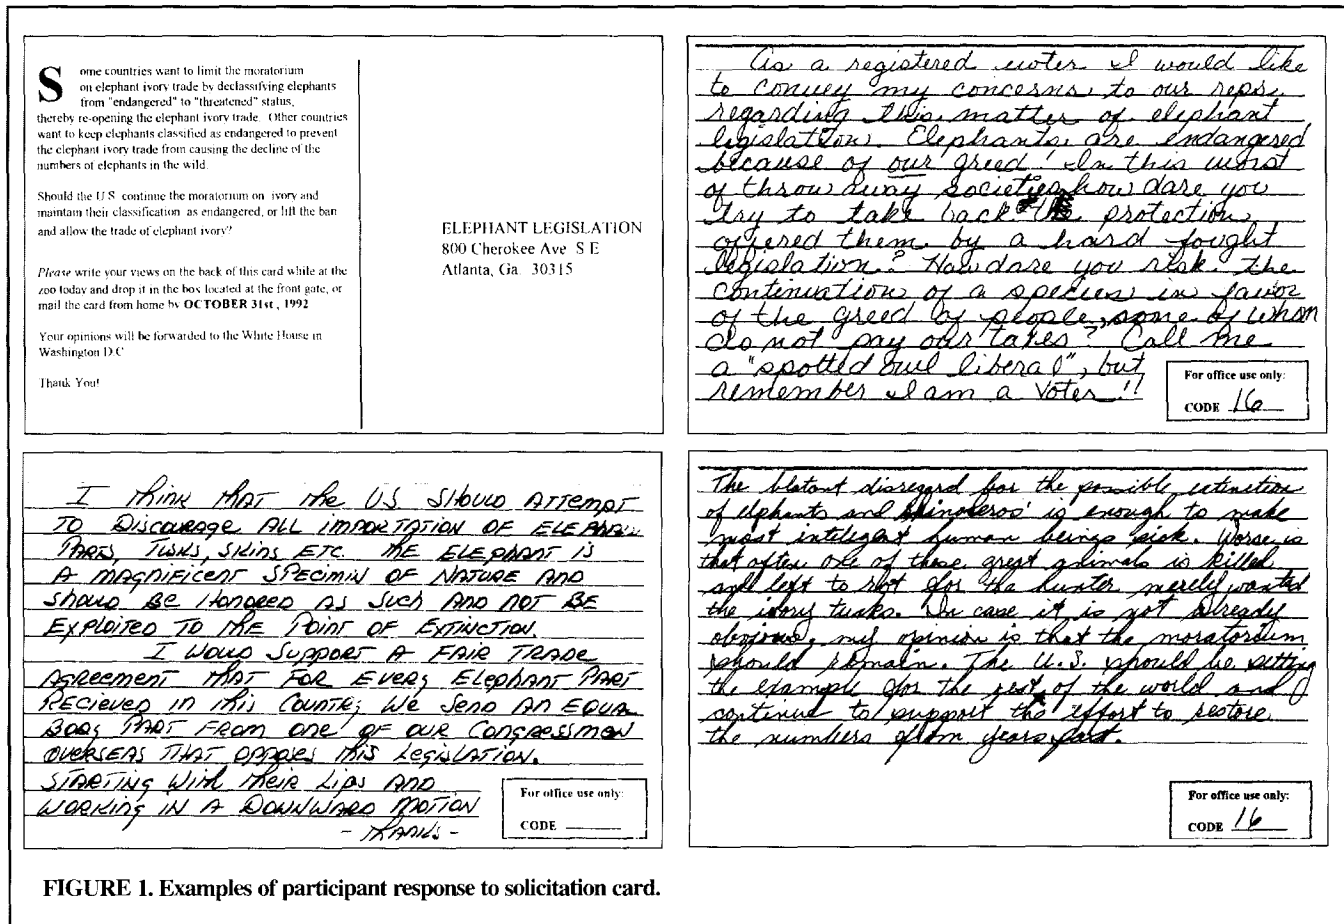 Some countries want to limit the moratorium
on elephant ivory trade by declassifying elephants
from "endangered" to "threatened" status,
thereby re-opening the elephant ivory trade. Other countries
want to keep elephants classified as endangered to prevent
the elephant ivory trade from causing the decline of the
numbers of elephants in the wild.
Should the U S continue the moratorium on ivory and
maintain their classification as endangered, or lift the ban
and allow the trade of elephant ivory?
Please write your views on the back of this card while at the
zoo today and drop it in the box located at the front gate, or
mail the card from home by OCTOBER 31st, 1992
Your opinions will be forwarded to the White House in
Washington D.C
Thank You!
ELEPHANT LEGISLATION
800 Cherokee Ave S E
Atlanta, Ga. 30315
As a registered voter I would like
to convey my concerns to our reps.
regarding this matter of elephant
legislation. Elephants are endangered
because of our greed! In this worst
of throw away societies how dare you
try to take back the protection
offered them by a hard fought
legislation? How dare you risk the
continuation of a species in favor
of the greed of people, some of whom
do not pay our taxes? Call me
a "spotted owl liberal", but
remember I am a Voter!!
For office use only:
CODE 16
I think that the US should attempt
to discourage all importation of elephant
parts, tusks, skins etc. The elephant is
a magnificent specimin of nature and
should be honored as such and not be
exploited to the point of extinction.
I would support a fair trade
agreement that for every elephant part
recieved in this country we send an equal
body part from one of our congressmen
overseas that opposes this legislation.
Starting with their lips and
working in a downward motion
- Thanks -
For office use only:
CODE
The blatant disregard for the possible extinction
of elphants and rhinoceros' is enough to make
most inteligent human beings sick. Worse is
that often one of these great animals is killed
and left to rot for the hunter merely wanted
the ivory tusks. In case it is not already
obvious, my opinion is that the moratorium
should remain. The U.S. should be setting
the example for the rest of the world and
continue to support the effort to restore
the numbers from years past.
For office use only:
CODE 16
FIGURE 1. Examples of participant response to solicitation card.